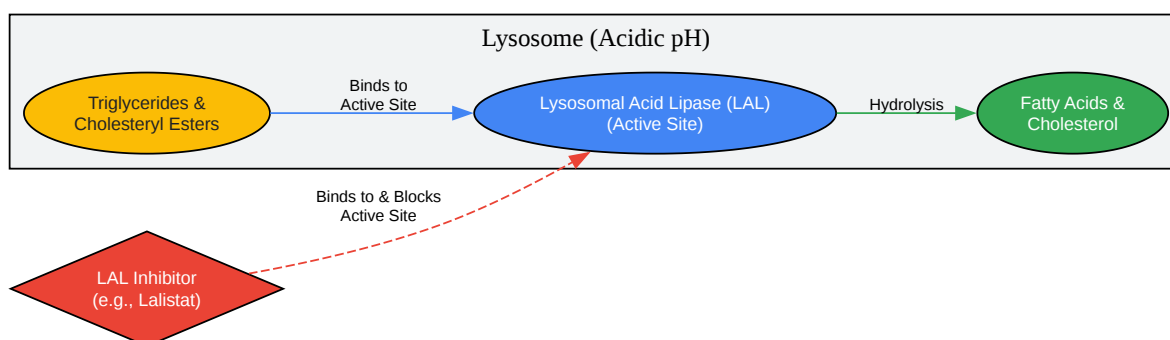 Lysosome (Acidic pH)
Triglycerides &
Cholesteryl Esters
Binds to
Active Site
Lysosomal Acid Lipase (LAL)
(Active Site)
Hydrolysis
Fatty Acids &
Cholesterol
Binds to & Blocks
Active Site
LAL Inhibitor
(e.g., Lalistat)